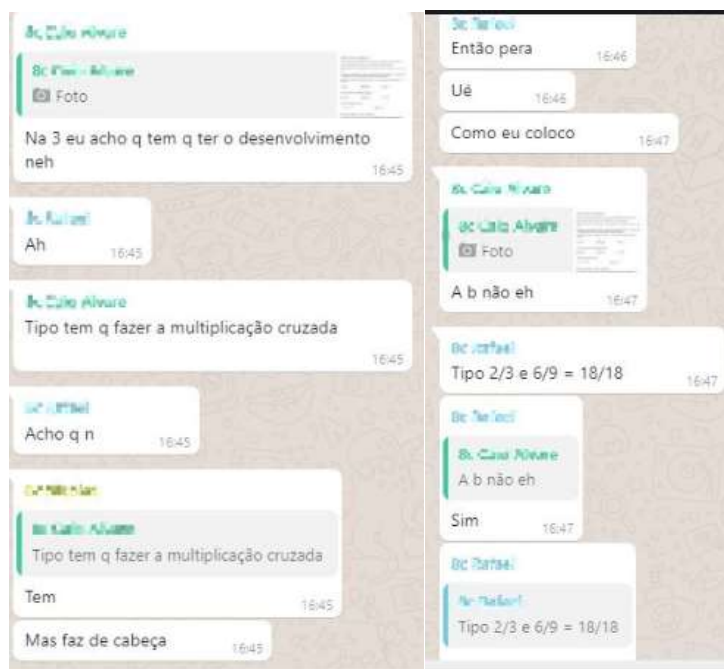 Foto
Na 3 eu acho q tem q ter o desenvolvimento
neh
16:45
Ah
16:45
Tipo tem q fazer a multiplicação cruzada
16:45
Acho q n
16:45
Tipo tem q fazer a multiplicação cruzada
Tem
16:45
Mas faz de cabeça
16:45
Então pera
16:46
Ué
16:46
Como eu coloco
16:47
Foto
A b não eh
16:47
Tipo 2/3 e 6/9 = 18/18
16:47
A b não eh
Sim
16:47
Tipo 2/3 e 6/9 = 18/18